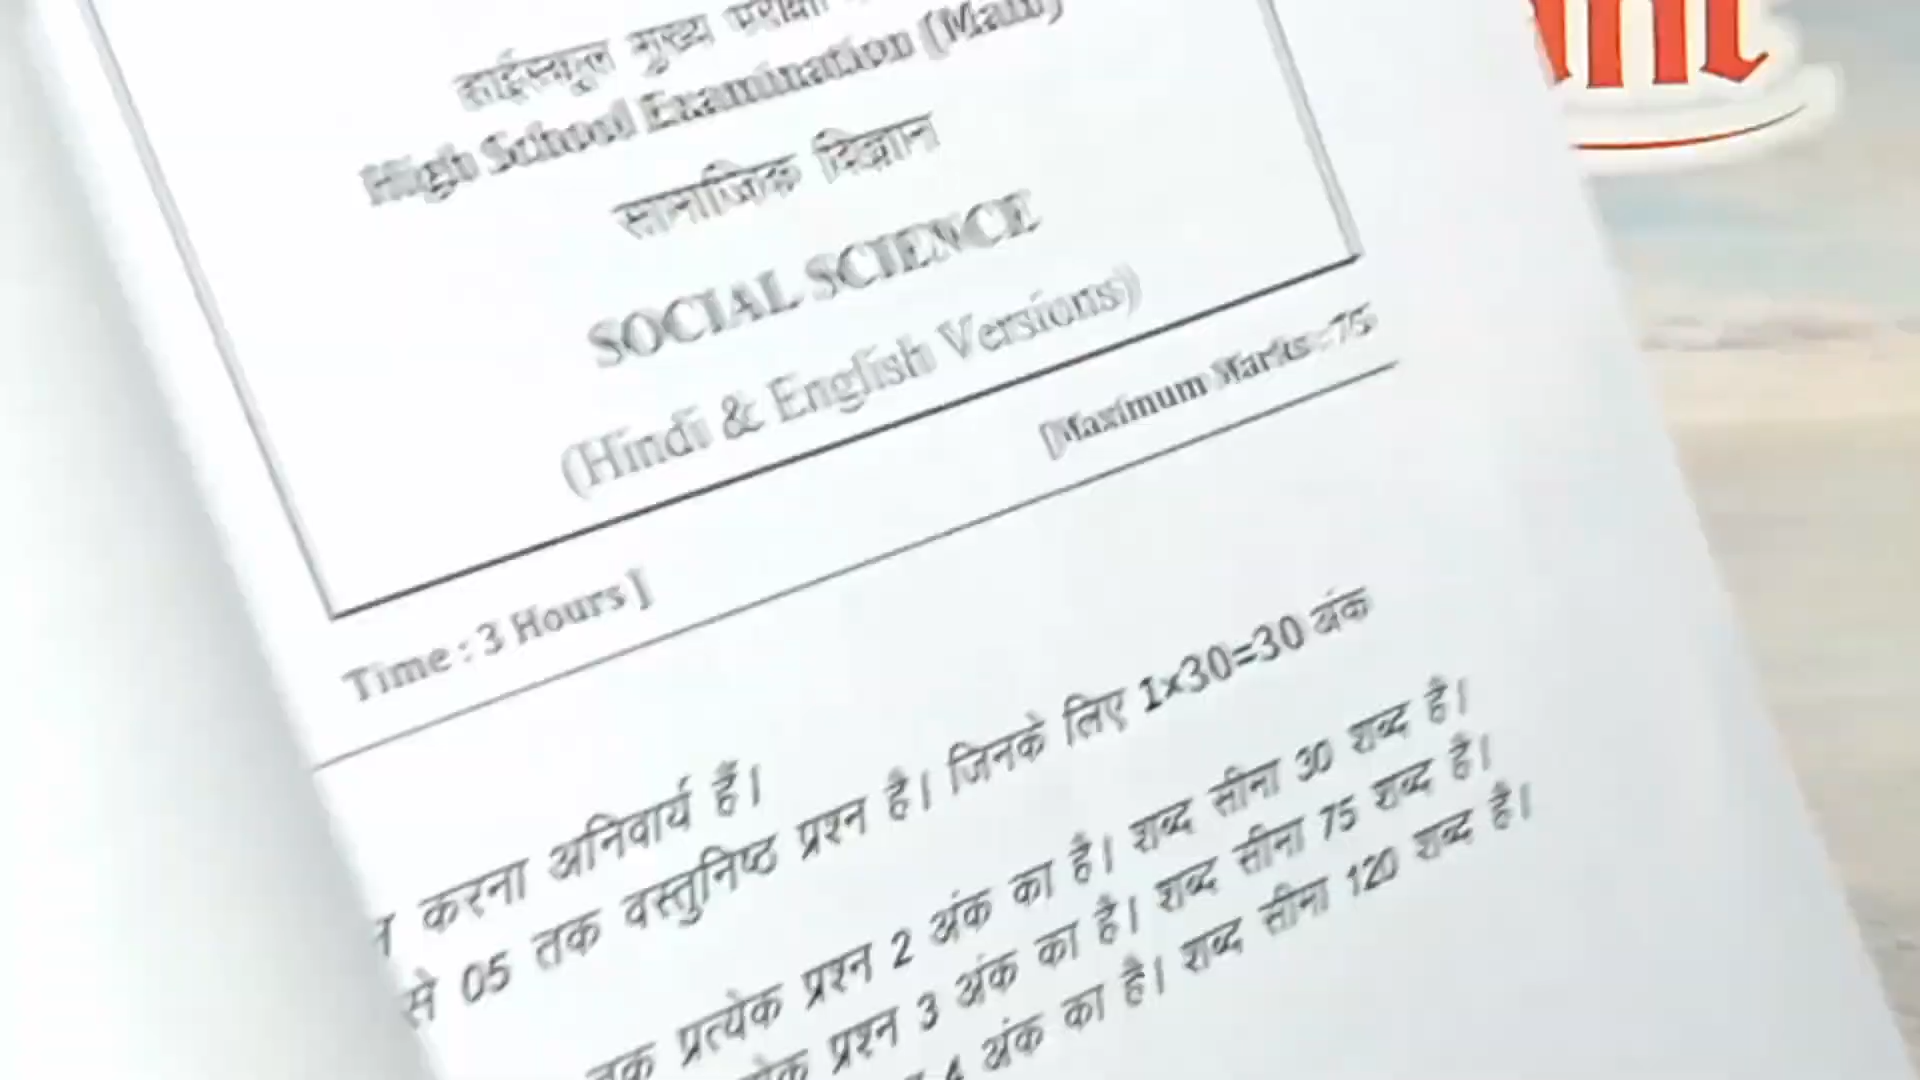 हाईस्कूल मुख्य परीक्षा
High School Examination (Main)
सामाजिक विज्ञान
SOCIAL SCIENCE
(Hindi & English Versions)
Time : 3 Hours ]
[Maximum Marks : 75
करना अनिवार्य हैं।
से 05 तक वस्तुनिष्ठ प्रश्न है। जिनके लिए 1x30=30 अंक
तक प्रत्येक प्रश्न 2 अंक का है। शब्द सीमा 30 शब्द है।
प्रश्न 3 अंक का है। शब्द सीमा 75 शब्द है।
4 अंक का है। शब्द सीमा 120 शब्द है।